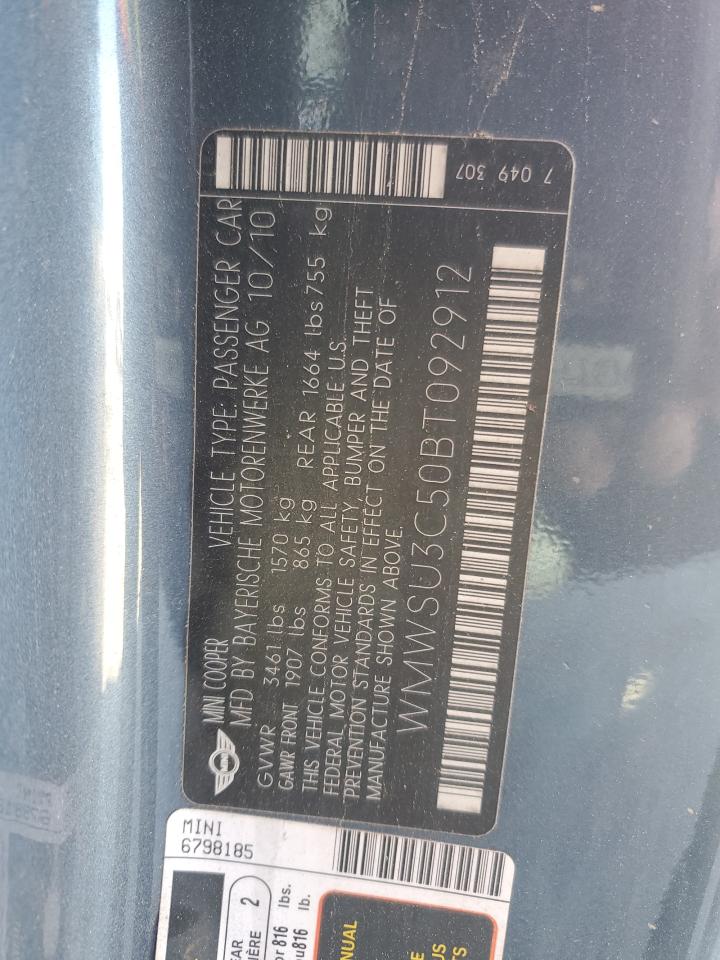 MINI COOPER VEHICLE TYPE: PASSENGER CAR
MFD BY BAYERISCHE MOTORENWERKE AG 10/10
GVWR 3461 lbs 1570 kg
GAWR FRONT 1907 lbs 865 kg REAR 1664 lbs 755 kg
THIS VEHICLE CONFORMS TO ALL APPLICABLE U.S.
FEDERAL MOTOR VEHICLE SAFETY, BUMPER AND THEFT
PREVENTION STANDARDS IN EFFECT ON THE DATE OF
MANUFACTURE SHOWN ABOVE.
WMWSU3C50BT092912
7 049 307
MINI
6798185
2
816 lbs.
816 lb.